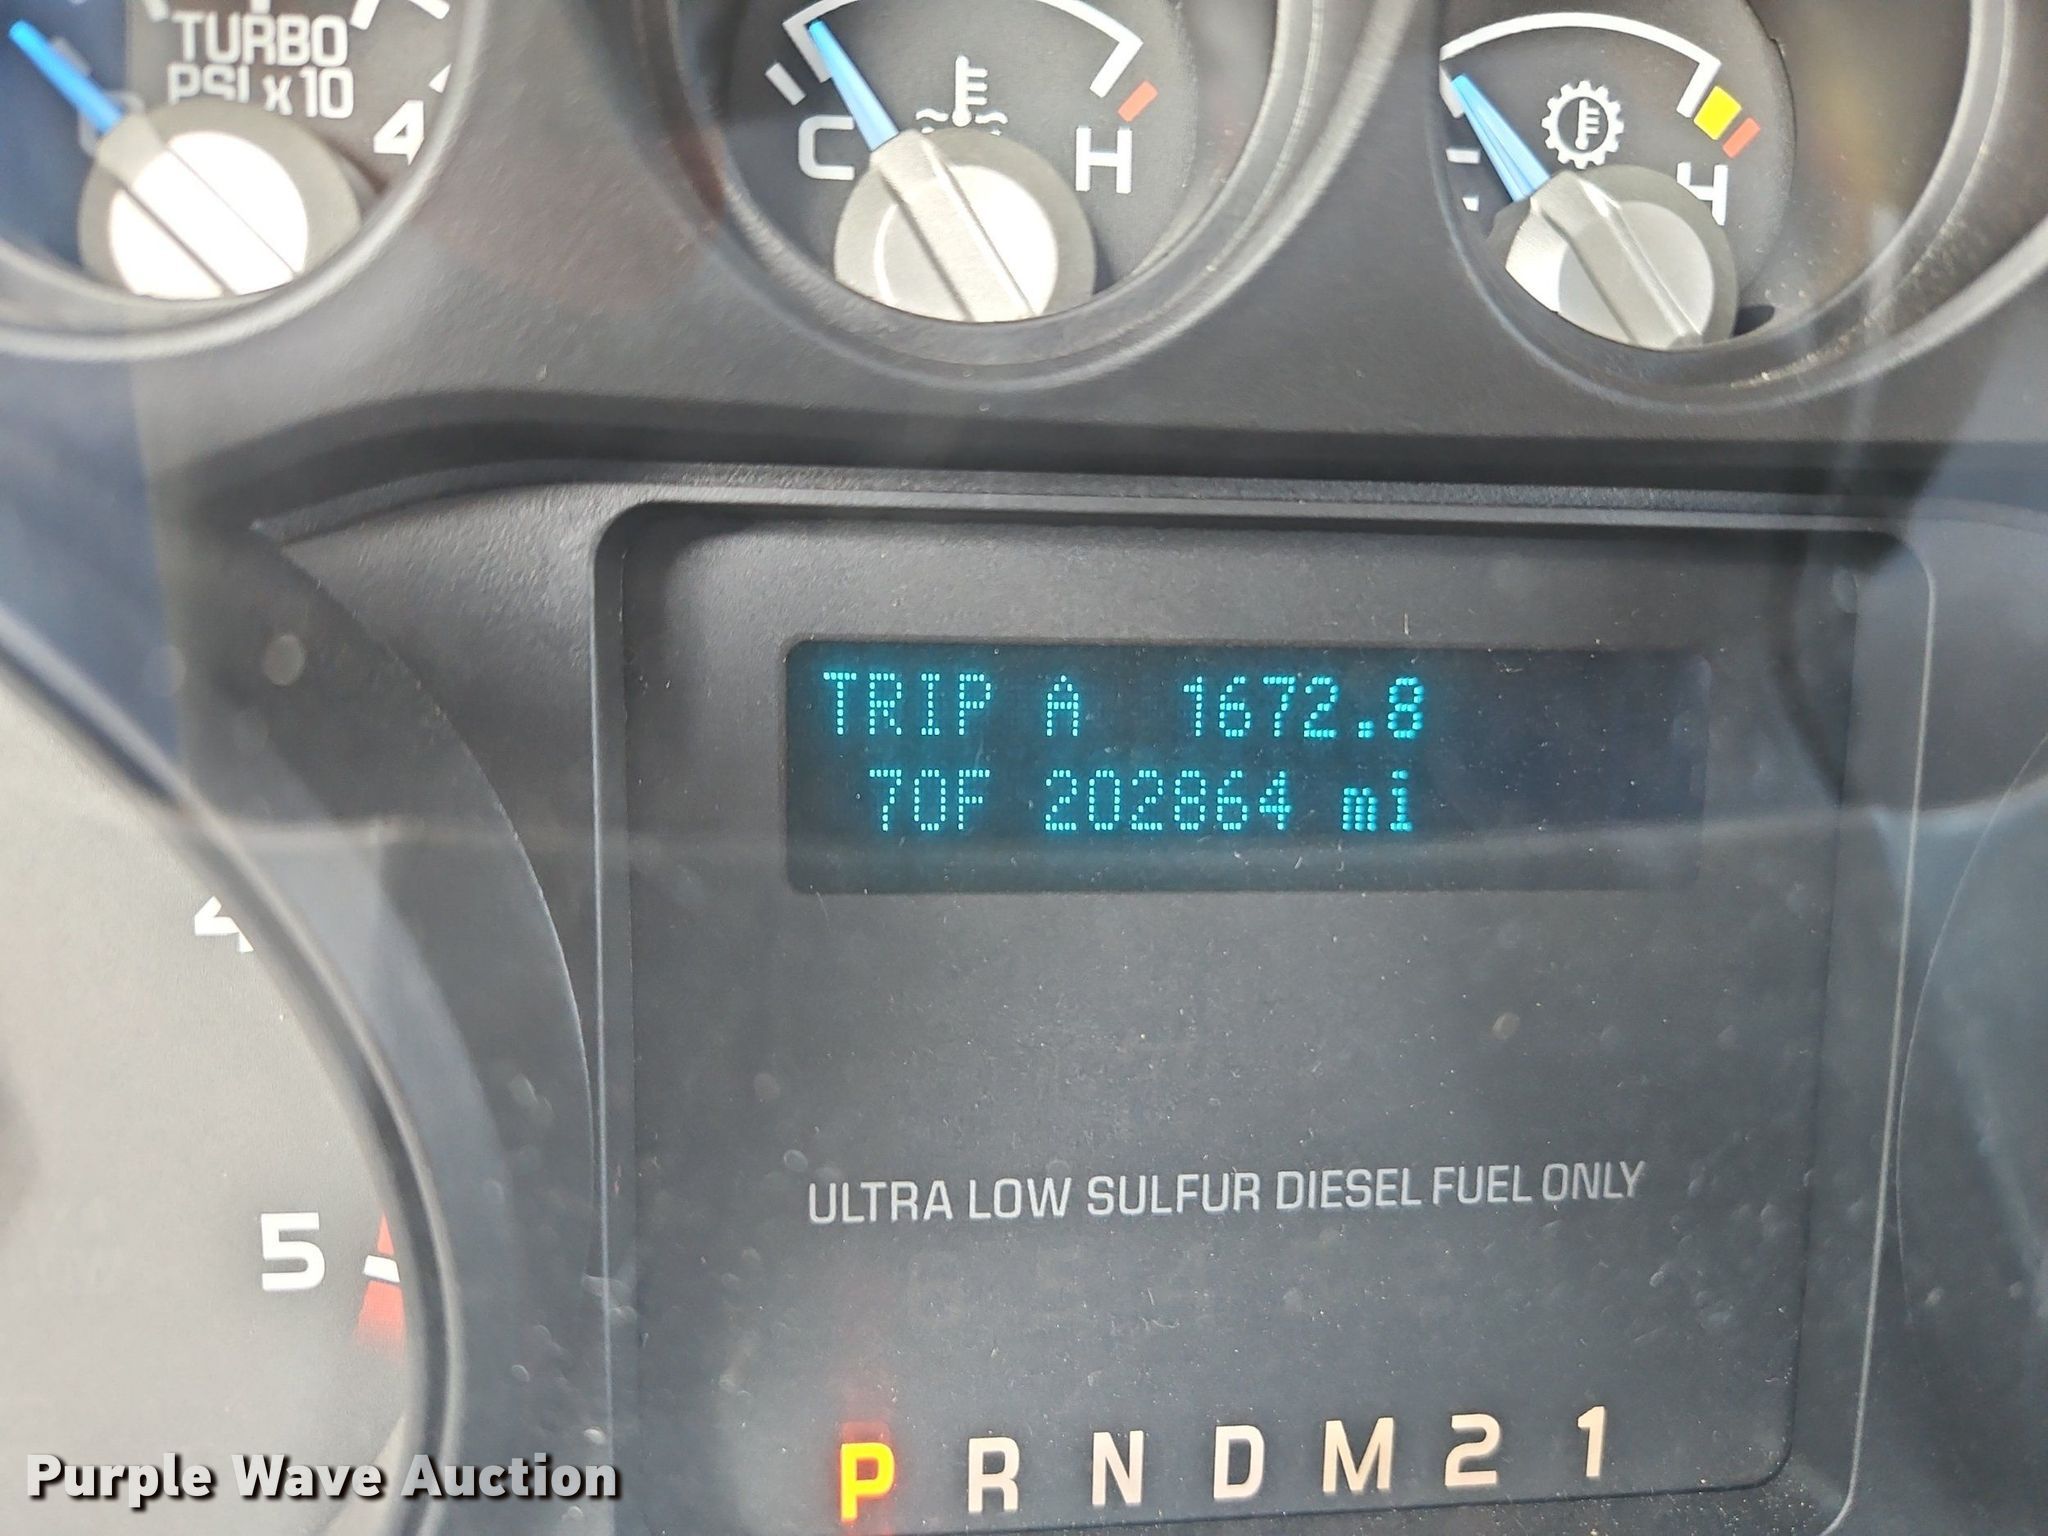 TURBO
PSI x10
4
C
H
H
TRIP A 1672.8
70F 202864 mi
4
ULTRA LOW SULFUR DIESEL FUEL ONLY
5
P R N D M 2 1
Purple Wave Auction